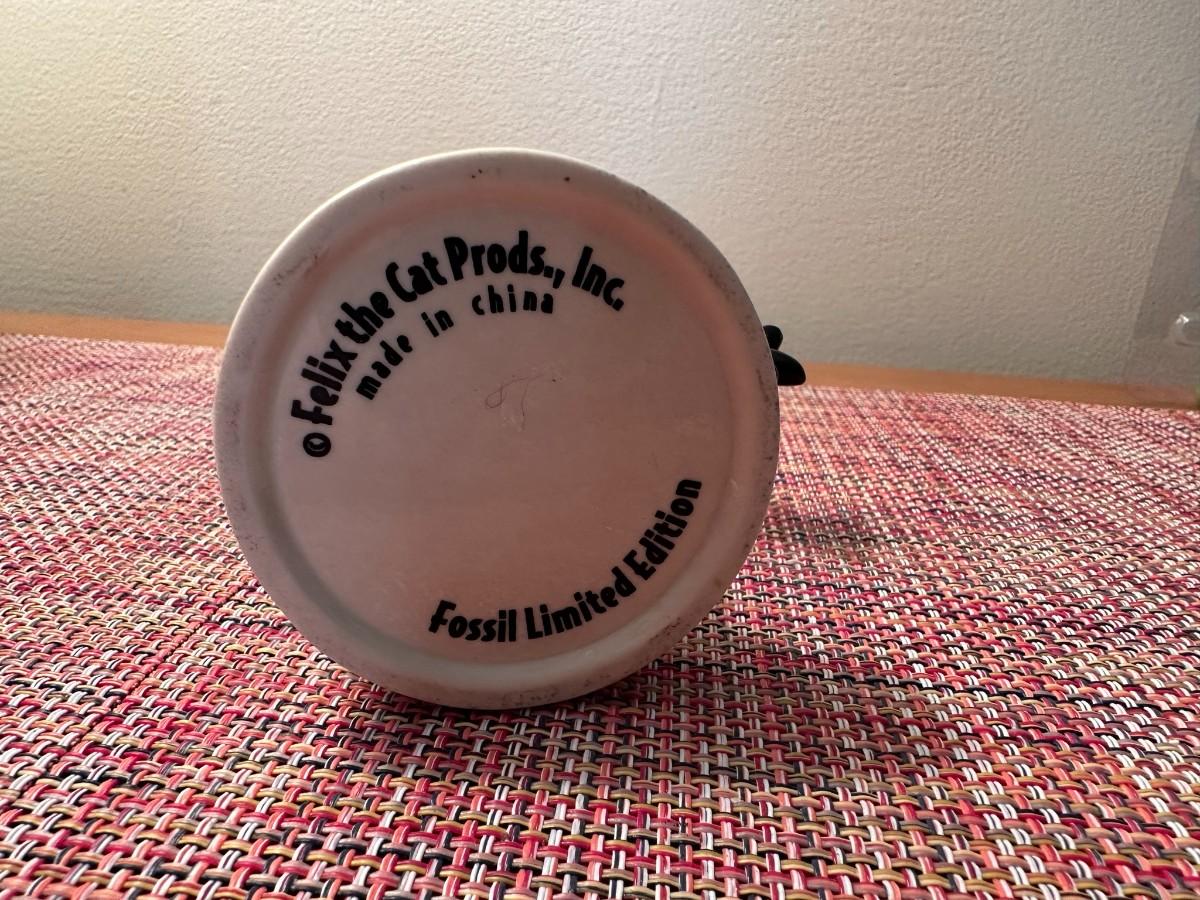 ©Felix the Cat Prods., Inc.
made in china
Fossil Limited Edition